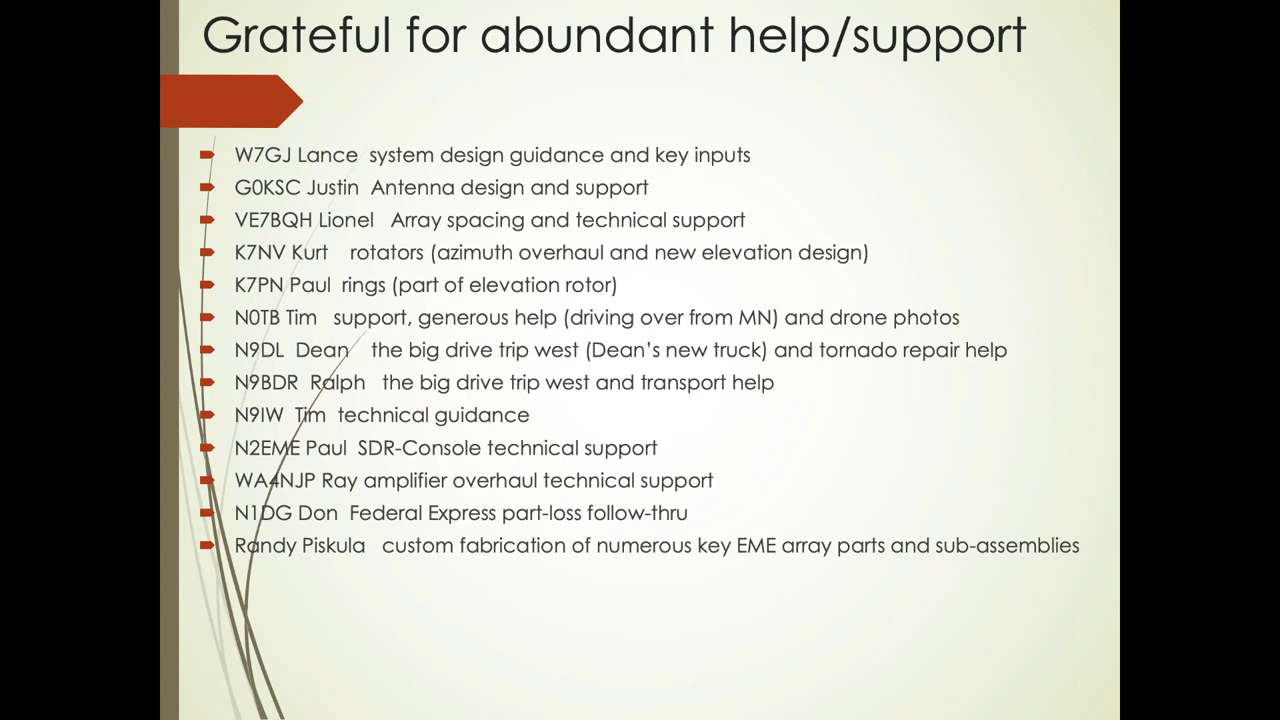 Grateful for abundant help/support
W7GJ Lance system design guidance and key inputs
G0KSC Justin Antenna design and support
VE7BQH Lionel Array spacing and technical support
K7NV Kurt rotators (azimuth overhaul and new elevation design)
K7PN Paul rings (part of elevation rotor)
N0TB Tim support, generous help (driving over from MN) and drone photos
N9DL Dean the big drive trip west (Dean's new truck) and tornado repair help
N9BDR Ralph the big drive trip west and transport help
N9IW Tim technical guidance
N2EME Paul SDR-Console technical support
WA4NJP Ray amplifier overhaul technical support
N1DG Don Federal Express part-loss follow-thru
Randy Piskula custom fabrication of numerous key EME array parts and sub-assemblies